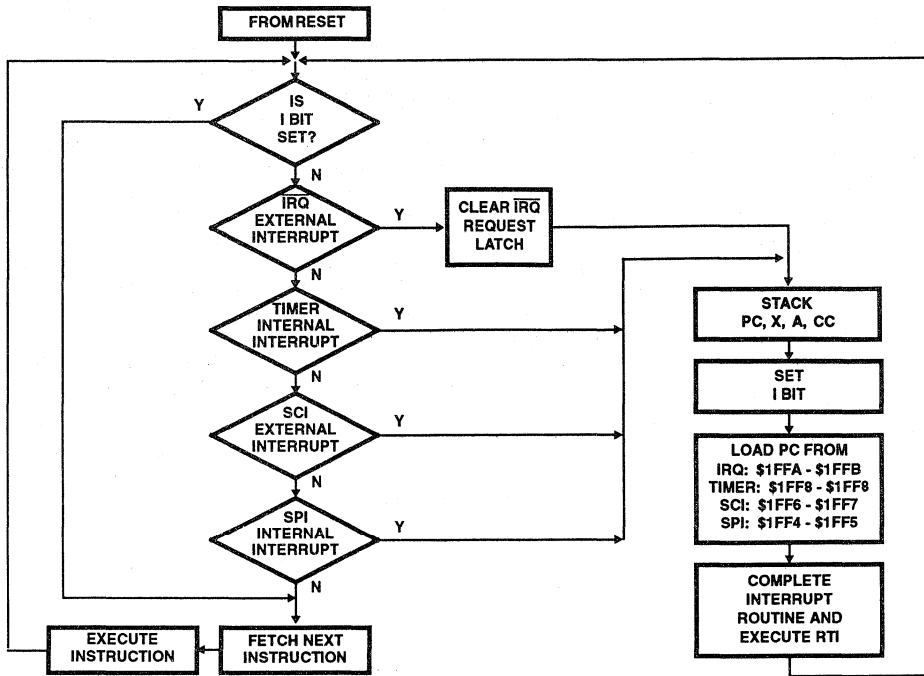 FROM RESET
Y
IS
I BIT
SET?
N
IRQ
EXTERNAL
INTERRUPT
Y
CLEAR IRQ
REQUEST
LATCH
N
TIMER
INTERNAL
INTERRUPT
Y
N
SCI
EXTERNAL
INTERRUPT
Y
N
SPI
INTERNAL
INTERRUPT
Y
N
FETCH NEXT
INSTRUCTION
EXECUTE
INSTRUCTION
STACK
PC, X, A, CC
SET
I BIT
LOAD PC FROM
IRQ: $1FFA - $1FFB
TIMER: $1FF8 - $1FF8
SCI: $1FF6 - $1FF7
SPI: $1FF4 - $1FF5
COMPLETE
INTERRUPT
ROUTINE AND
EXECUTE RTI